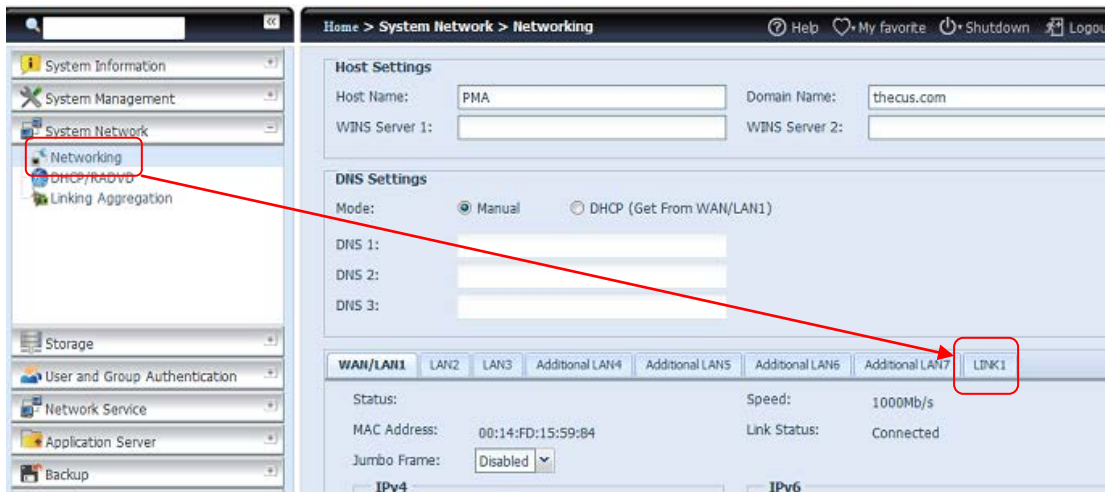 Home > System Network > Networking
Help My favorite Shutdown Logou
System Information
System Management
System Network
Networking
DHCP/RADVD
Linking Aggregation
Storage
User and Group Authentication
Network Service
Application Server
Backup
Host Settings
Host Name: PMA Domain Name: thecus.com
WINS Server 1: WINS Server 2:
DNS Settings
Mode: Manual DHCP (Get From WAN/LAN1)
DNS 1:
DNS 2:
DNS 3:
WAN/LAN1 LAN2 LAN3 Additional LAN4 Additional LAN5 Additional LAN6 Additional LAN7 LINK1
Status: Speed: 1000Mb/s
MAC Address: 00:14:FD:15:59:84 Link Status: Connected
Jumbo Frame: Disabled
IPv4 IPv6